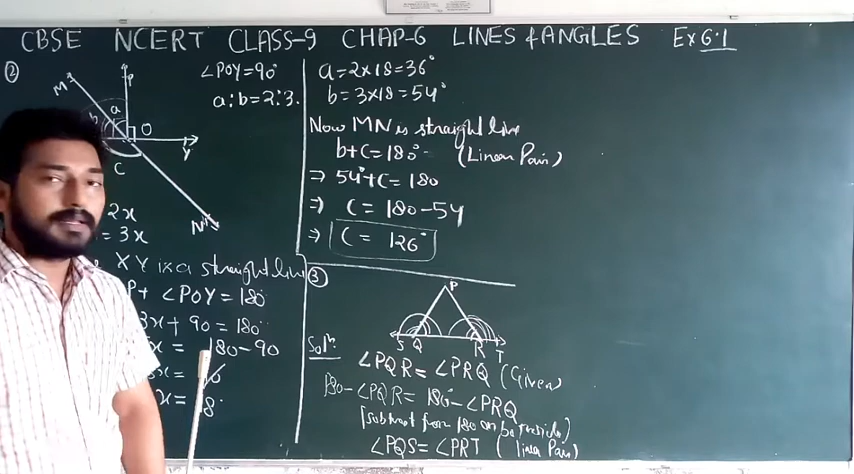 CBSE NCERT CLASS-9 CHAP-6 LINES & ANGLES Ex 6.1
②
P
M
a
b
O
Y
C
N
∠POY=90°
a:b=2:3.
2x
= 3x
XY is a straight line
P+ ∠POY = 180°
3x + 90 = 180°
x = 180-90
x = 18°
a=2×18=36°
b=3×18=54°
Now MN is straight line
b+c=180° (Linear Pair)
⇒ 54°+c=180
⇒ c = 180-54
⇒ c = 126°
③
P
S Q R T
Soln.
∠PQR = ∠PRQ (Given)
180-∠PQR = 180°-∠PRQ
[subtract from 180 on both side)
∠PQS = ∠PRT (linear Pair)